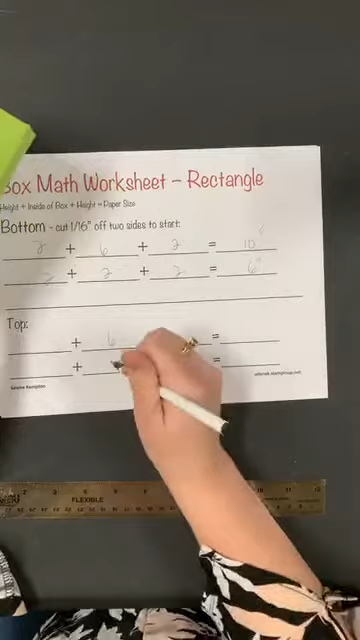 Box Math Worksheet – Rectangle
Height + Inside of Box + Height = Paper Size
Bottom - cut 1/16" off two sides to start:
2 + 6 + 2 = 10"
2 + 2 + 2 = 6"
Top:
+ 6 =
+ =
FLEXIBLE